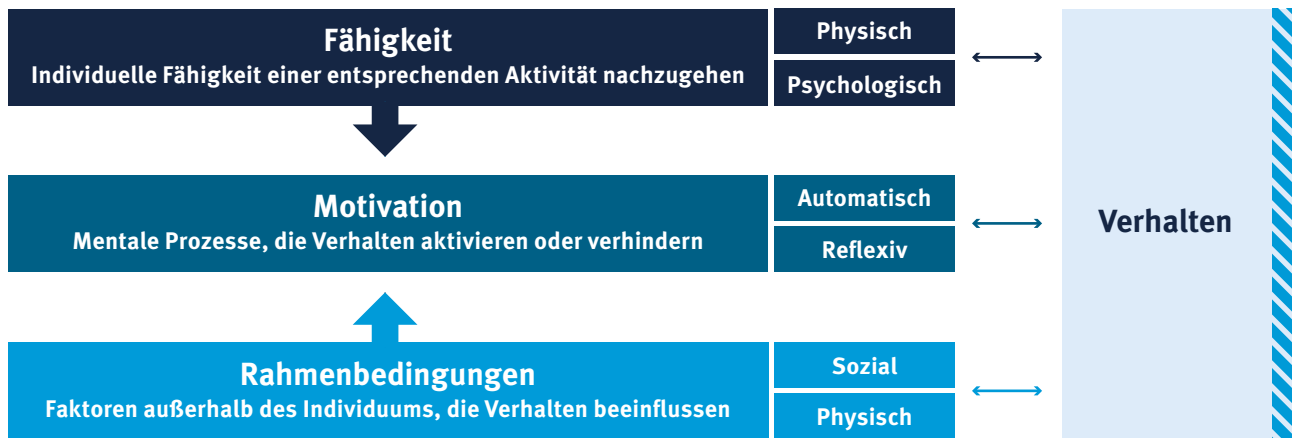 Fähigkeit
Individuelle Fähigkeit einer entsprechenden Aktivität nachzugehen
Physisch
Psychologisch
Motivation
Mentale Prozesse, die Verhalten aktivieren oder verhindern
Automatisch
Reflexiv
Rahmenbedingungen
Faktoren außerhalb des Individuums, die Verhalten beeinflussen
Sozial
Physisch
Verhalten